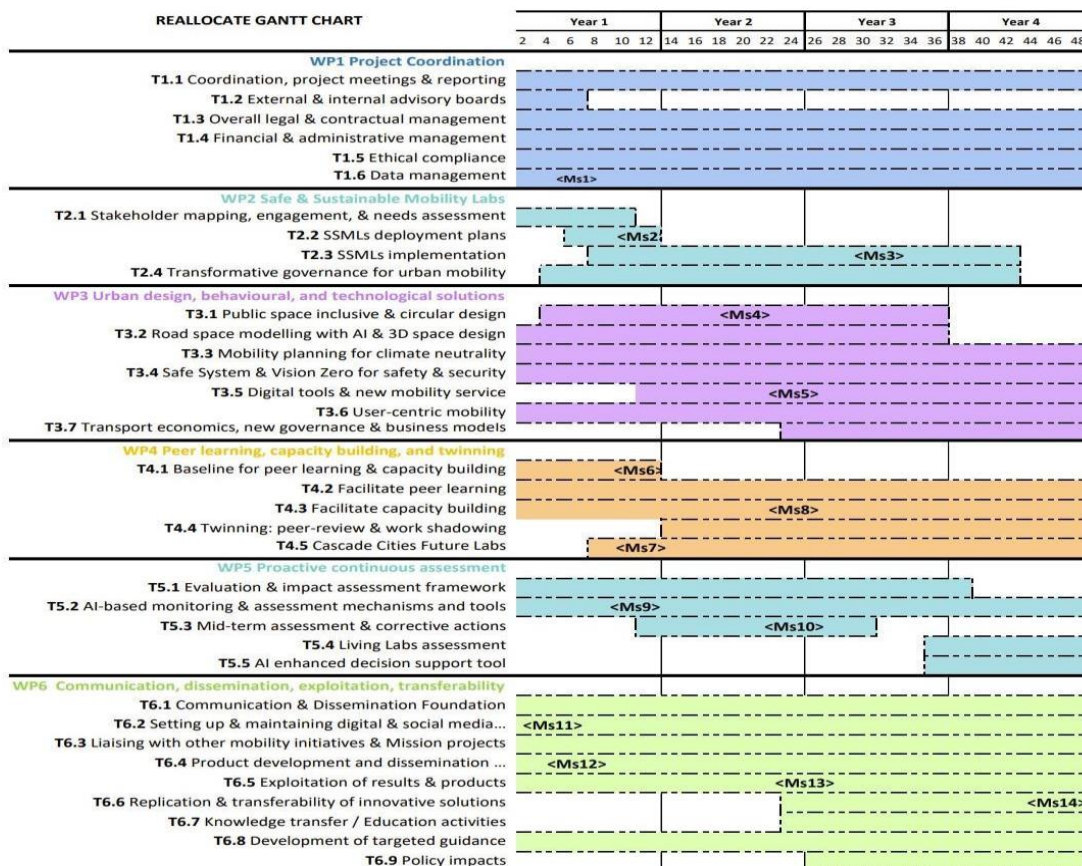 REALLOCATE GANTT CHART
Year 1 Year 2 Year 3 Year 4
2 4 6 8 10 12 14 16 18 20 22 24 26 28 30 32 34 36 38 40 42 44 46 48
WP1 Project Coordination
T1.1 Coordination, project meetings & reporting
T1.2 External & internal advisory boards
T1.3 Overall legal & contractual management
T1.4 Financial & administrative management
T1.5 Ethical compliance
T1.6 Data management <Ms1>
WP2 Safe & Sustainable Mobility Labs
T2.1 Stakeholder mapping, engagement, & needs assessment
T2.2 SSMLs deployment plans <Ms2
T2.3 SSMLs implementation <Ms3>
T2.4 Transformative governance for urban mobility
WP3 Urban design, behavioural, and technological solutions
T3.1 Public space inclusive & circular design <Ms4>
T3.2 Road space modelling with AI & 3D space design
T3.3 Mobility planning for climate neutrality
T3.4 Safe System & Vision Zero for safety & security
T3.5 Digital tools & new mobility service <Ms5>
T3.6 User-centric mobility
T3.7 Transport economics, new governance & business models
WP4 Peer learning, capacity building, and twinning
T4.1 Baseline for peer learning & capacity building <Ms6>
T4.2 Facilitate peer learning
T4.3 Facilitate capacity building <Ms8>
T4.4 Twinning: peer-review & work shadowing
T4.5 Cascade Cities Future Labs <Ms7>
WP5 Proactive continuous assessment
T5.1 Evaluation & impact assessment framework
T5.2 AI-based monitoring & assessment mechanisms and tools <Ms9>
T5.3 Mid-term assessment & corrective actions <Ms10>
T5.4 Living Labs assessment
T5.5 AI enhanced decision support tool
WP6 Communication, dissemination, exploitation, transferability
T6.1 Communication & Dissemination Foundation
T6.2 Setting up & maintaining digital & social media... <Ms11>
T6.3 Liaising with other mobility initiatives & Mission projects
T6.4 Product development and dissemination ... <Ms12>
T6.5 Exploitation of results & products <Ms13>
T6.6 Replication & transferability of innovative solutions <Ms14>
T6.7 Knowledge transfer / Education activities
T6.8 Development of targeted guidance
T6.9 Policy impacts